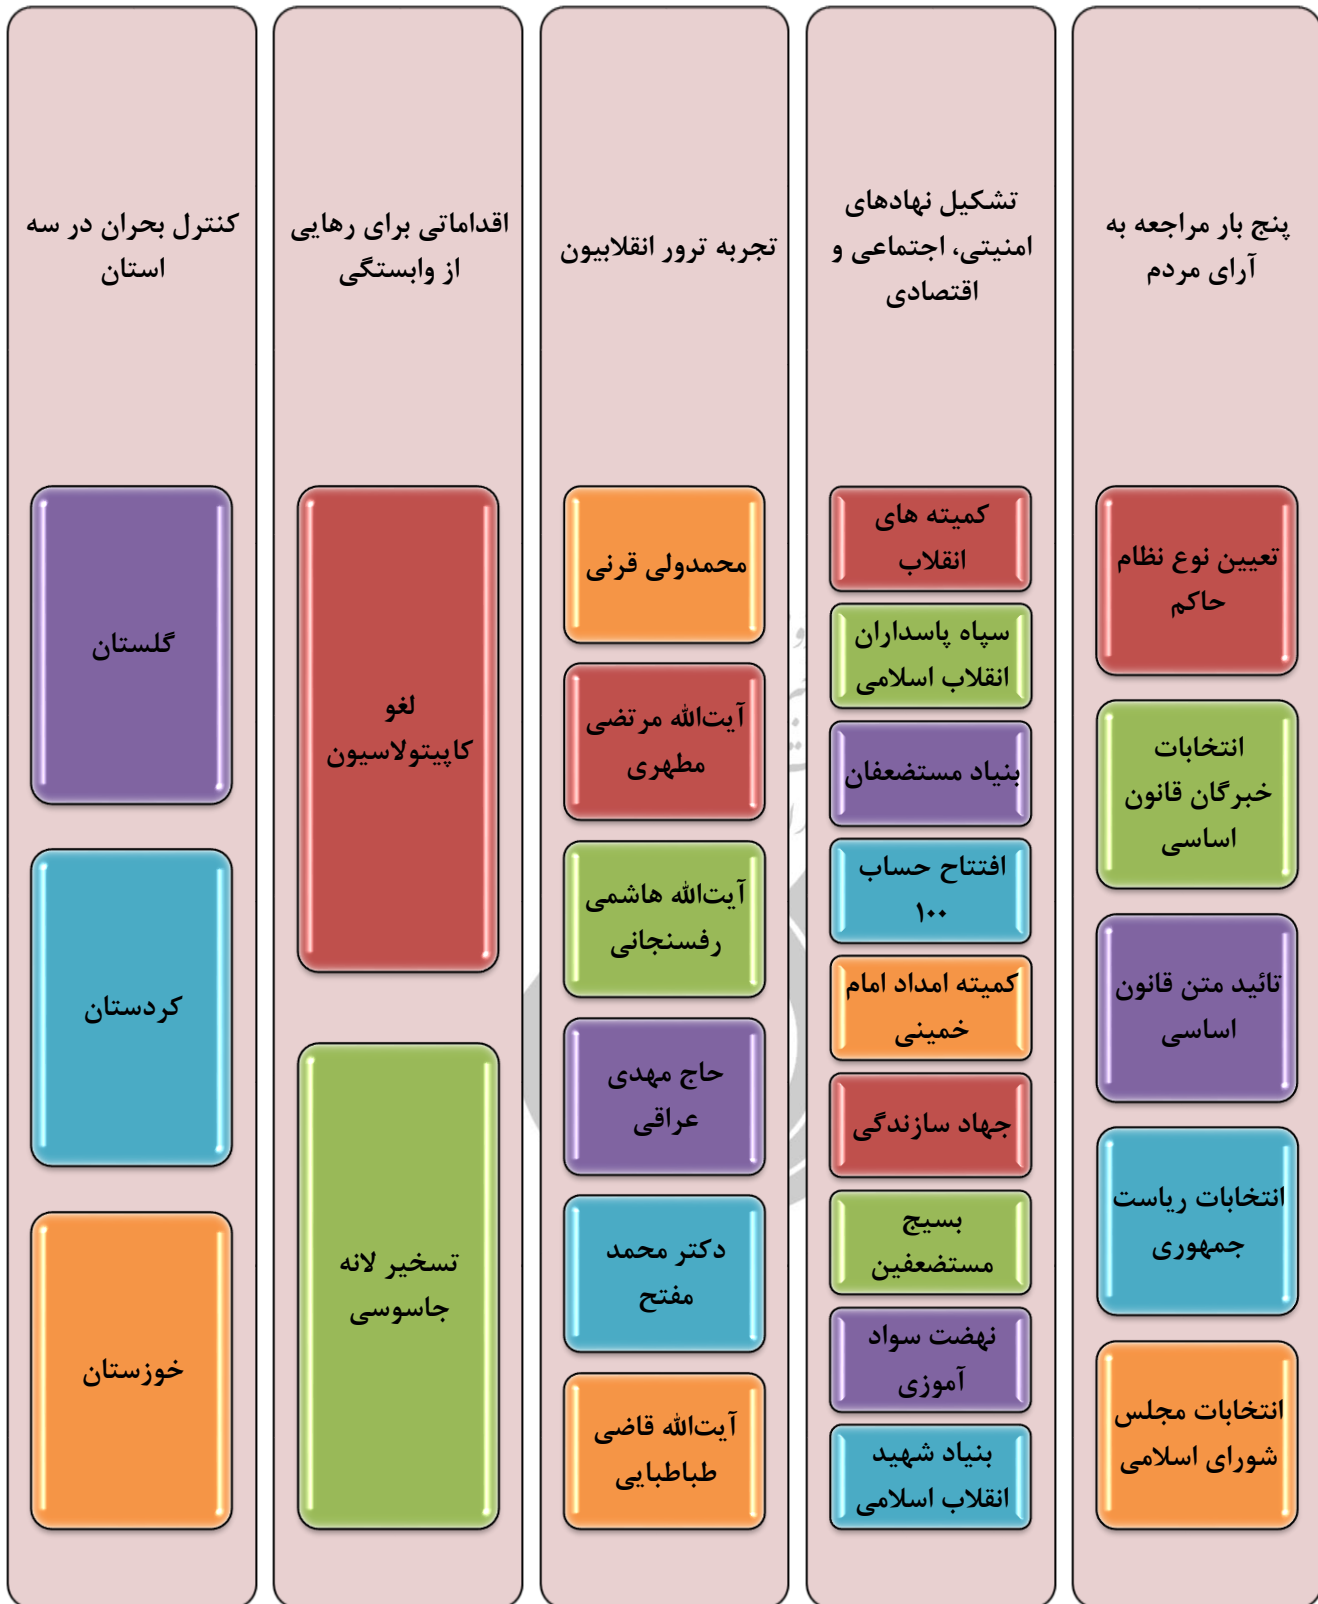 پنج بار مراجعه به
آرای مردم
تعیین نوع نظام
حاکم
انتخابات
خبرگان قانون
اساسی
تائید متن قانون
اساسی
انتخابات ریاست
جمهوری
انتخابات مجلس
شورای اسلامی
تشکیل نهادهای
امنیتی، اجتماعی و
اقتصادی
کمیته های
انقلاب
سپاه پاسداران
انقلاب اسلامی
بنیاد مستضعفان
افتتاح حساب
۱۰۰
کمیته امداد امام
خمینی
جهاد سازندگی
بسیج
مستضعفین
نهضت سواد
آموزی
بنیاد شهید
انقلاب اسلامی
تجربه ترور انقلابیون
محمدولی قرنی
آیت‌الله مرتضی
مطهری
آیت‌الله هاشمی
رفسنجانی
حاج مهدی
عراقی
دکتر محمد
مفتح
آیت‌الله قاضی
طباطبایی
اقداماتی برای رهایی
از وابستگی
لغو
کاپیتولاسیون
تسخیر لانه
جاسوسی
کنترل بحران در سه
استان
گلستان
کردستان
خوزستان